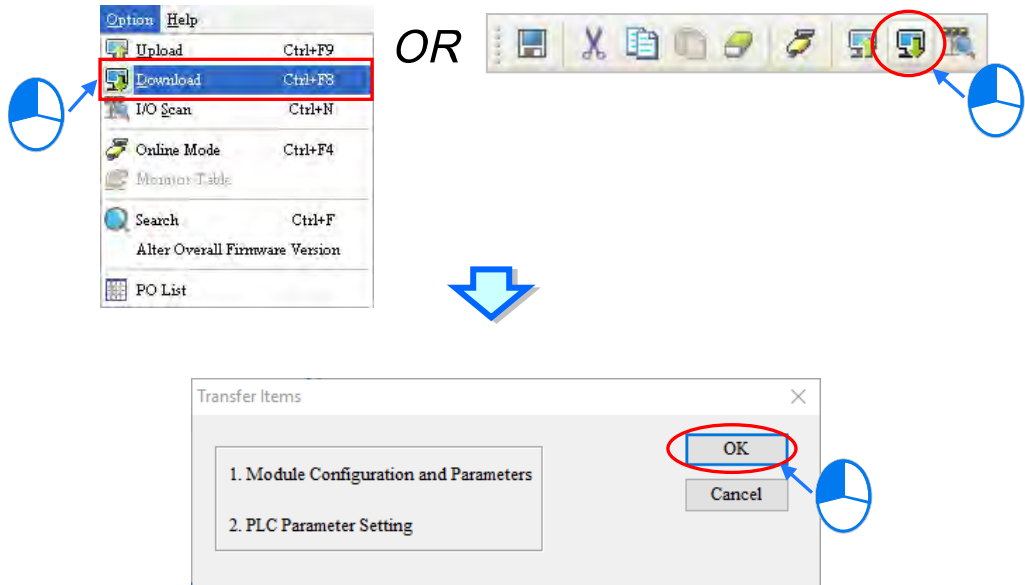 Option Help
Upload Ctrl+F9
Download Ctrl+F8
I/O Scan Ctrl+N
Online Mode Ctrl+F4
Monitor Table
Search Ctrl+F
Alter Overall Firmware Version
PO List
OR
Transfer Items
1. Module Configuration and Parameters
2. PLC Parameter Setting
OK
Cancel